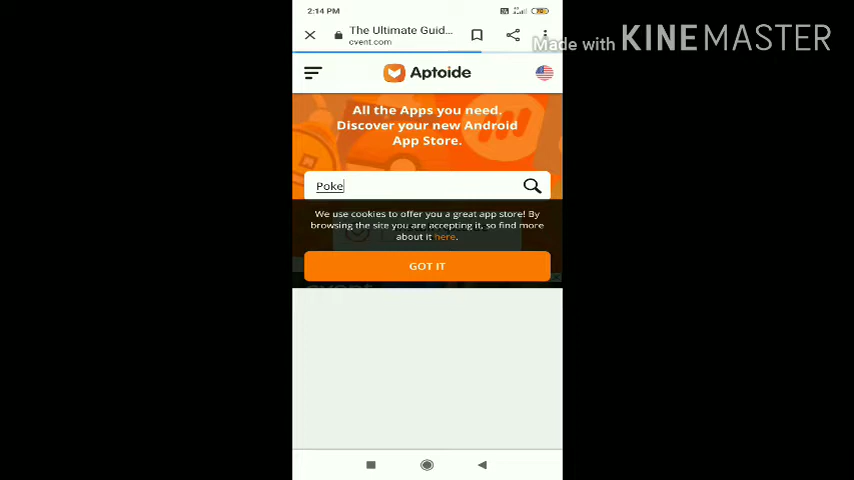 2:14 PM
70
The Ultimate Guid...
cvent.com
Made with KINEMASTER
Aptoide
All the Apps you need.
Discover your new Android
App Store.
Poke
We use cookies to offer you a great app store! By
browsing the site you are accepting it, so find more
about it here.
GOT IT